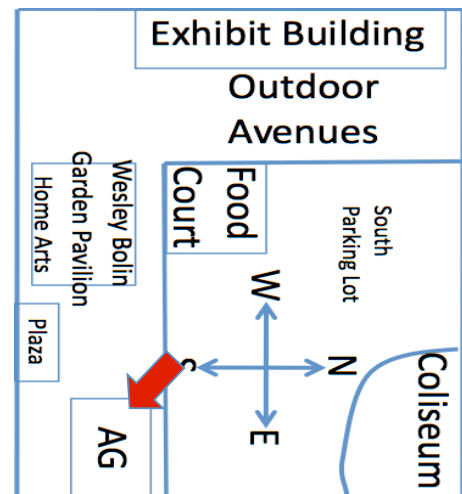 Exhibit Building
Outdoor
Avenues
Wesley Bolin
Garden Pavilion
Home Arts
Food
Court
South
Parking Lot
W
N
E
Coliseum
Plaza
AG